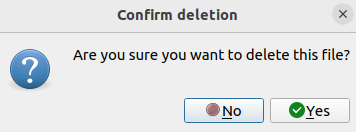 Confirm deletion
Are you sure you want to delete this file?
No Yes